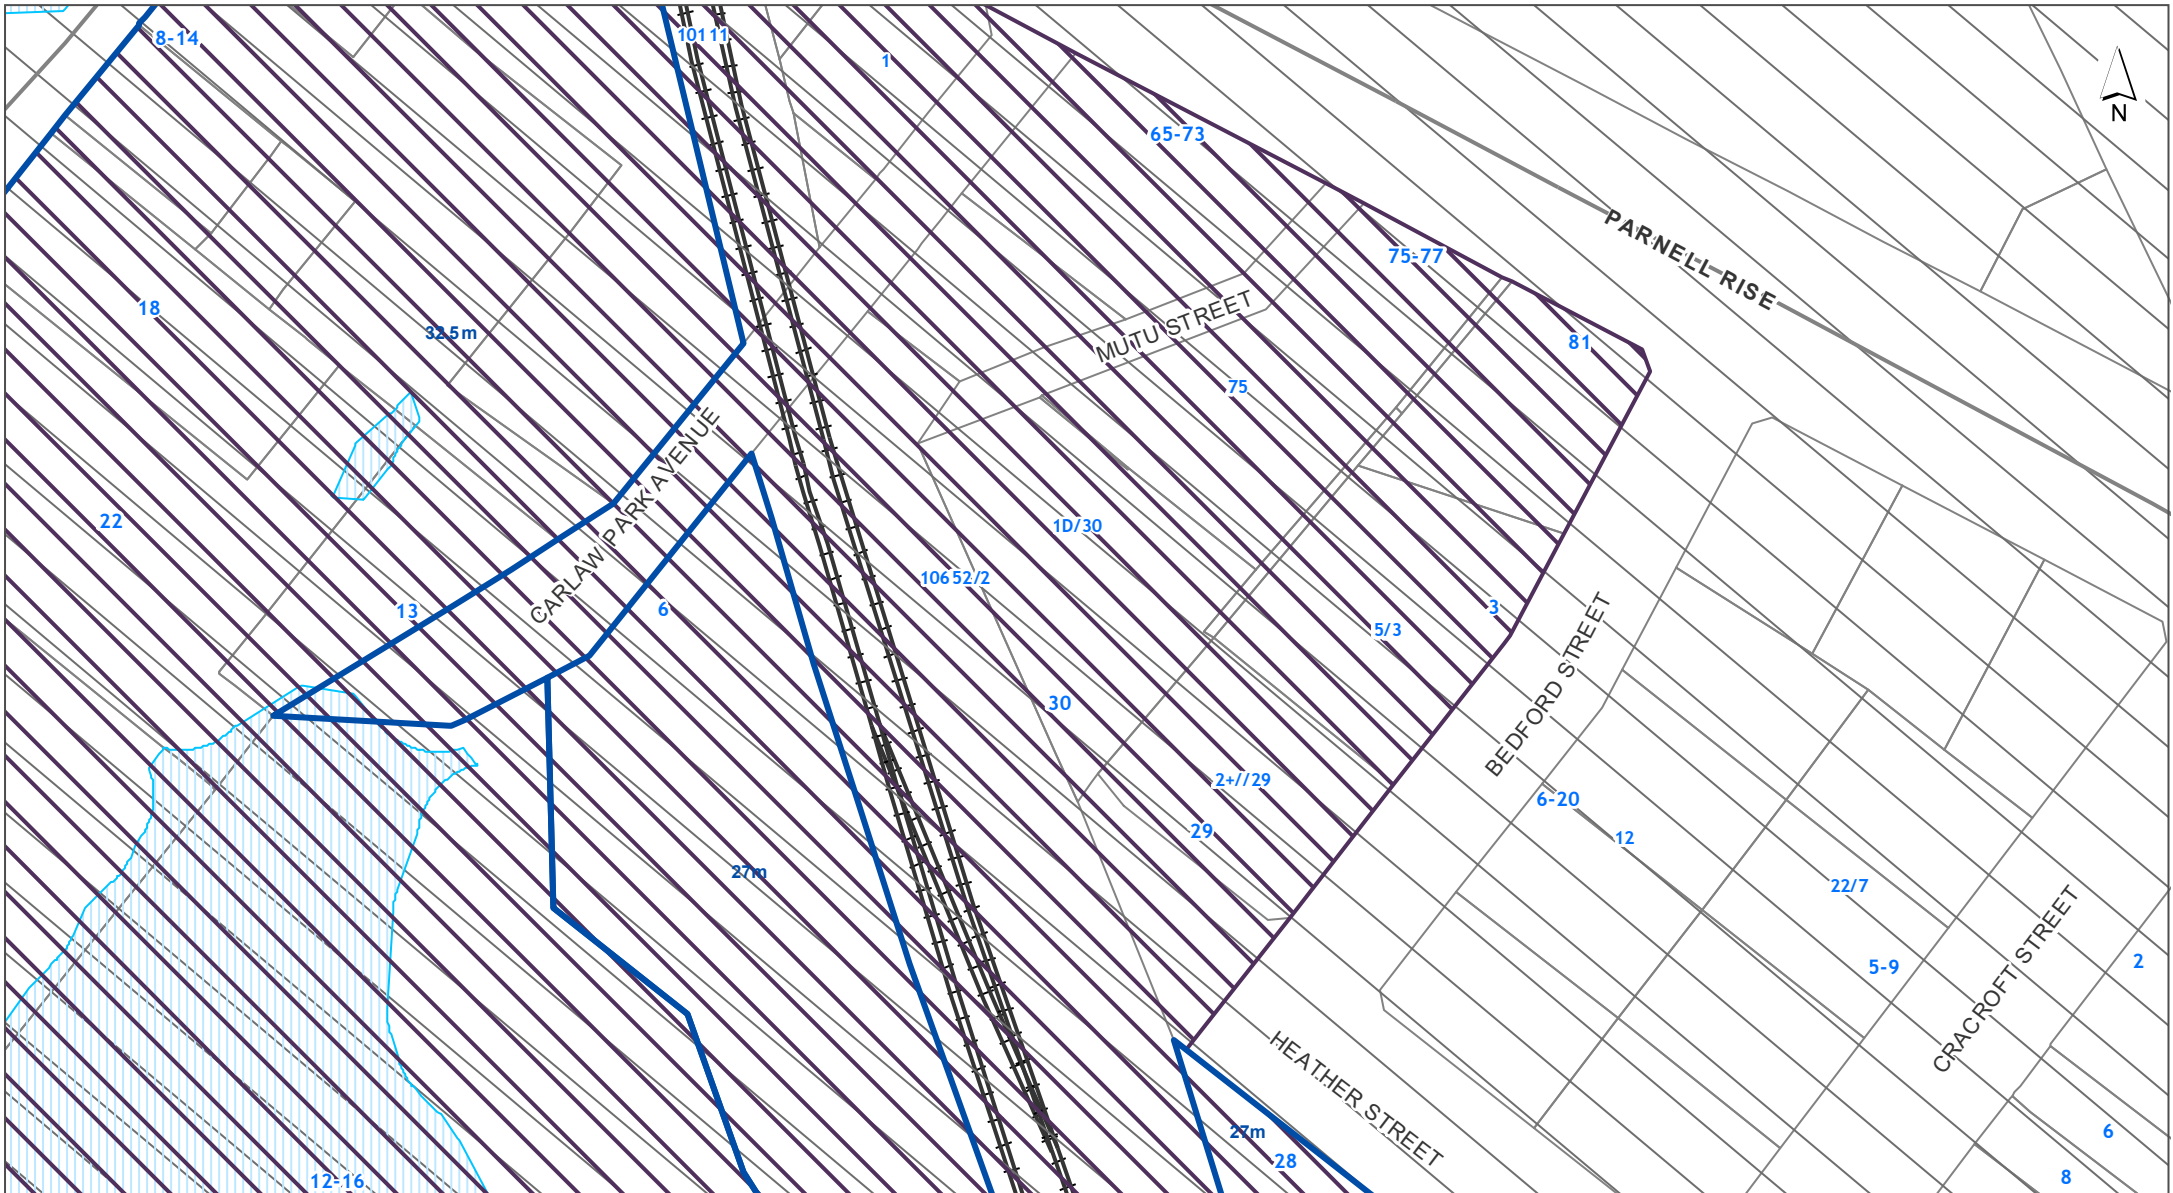 8-14
101 11
1
65-73
N
PARNELL RISE
75-77
18
32.5m
MUTU STREET
81
75
22
1D/30
CARLAW PARK AVENUE
106 52/2
13
6
3
5/3
BEDFORD STREET
30
2+//29
6-20
29
12
27m
22/7
5-9
2
CRACROFT STREET
HEATHER STREET
27m
28
6
8
12-16